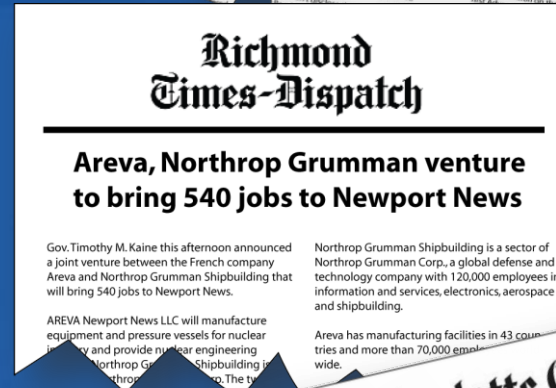 Richmond
Times-Dispatch
Areva, Northrop Grumman venture
to bring 540 jobs to Newport News
Gov. Timothy M. Kaine this afternoon announced
a joint venture between the French company
Areva and Northrop Grumman Shipbuilding that
will bring 540 jobs to Newport News.
AREVA Newport News LLC will manufacture
equipment and pressure vessels for nuclear
and provide nuclear engineering
Northrop Shipbuilding
The
Northrop Grumman Shipbuilding is a sector of
Northrop Grumman Corp., a global defense and
technology company with 120,000 employees in
information and services, electronics, aerospace
and shipbuilding.
Areva has manufacturing facilities in 43 coun-
tries and more than 70,000
wide.